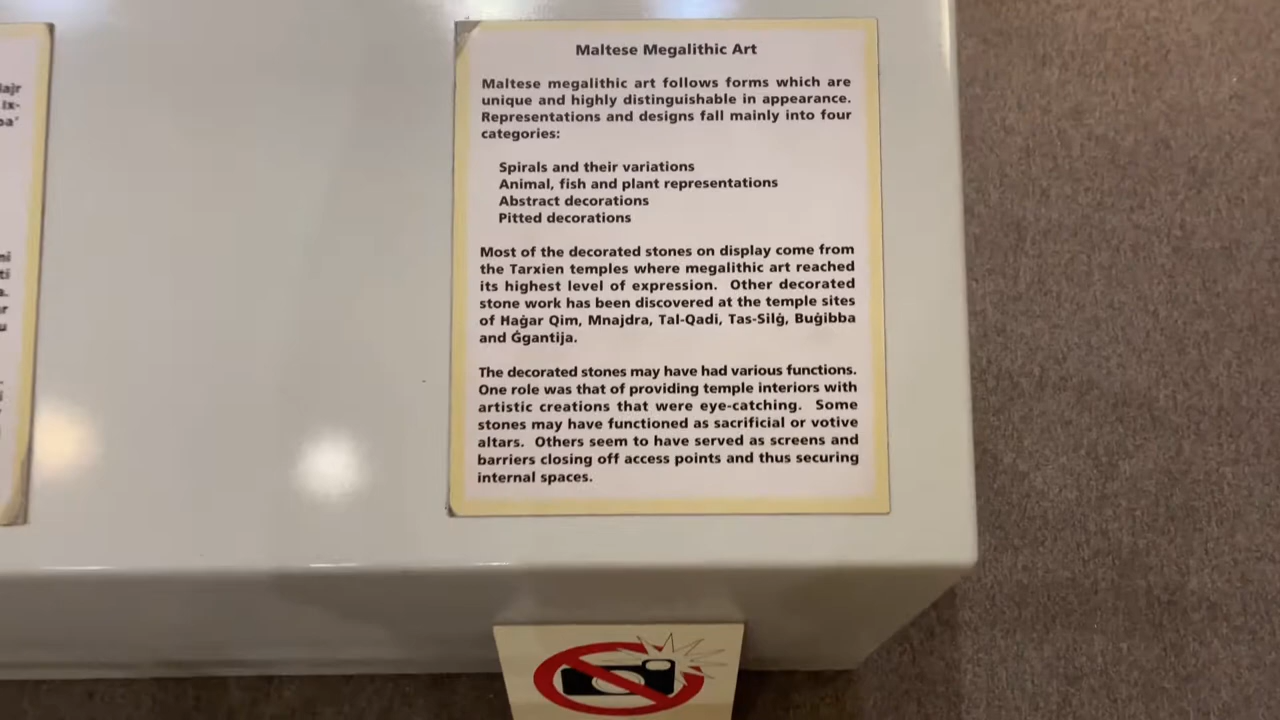 Maltese Megalithic Art
Maltese megalithic art follows forms which are
unique and highly distinguishable in appearance.
Representations and designs fall mainly into four
categories:
Spirals and their variations
Animal, fish and plant representations
Abstract decorations
Pitted decorations
Most of the decorated stones on display come from
the Tarxien temples where megalithic art reached
its highest level of expression. Other decorated
stone work has been discovered at the temple sites
of Ħaġar Qim, Mnajdra, Tal-Qadi, Tas-Silġ, Buġibba
and Ġgantija.
The decorated stones may have had various functions.
One role was that of providing temple interiors with
artistic creations that were eye-catching. Some
stones may have functioned as sacrificial or votive
altars. Others seem to have served as screens and
barriers closing off access points and thus securing
internal spaces.